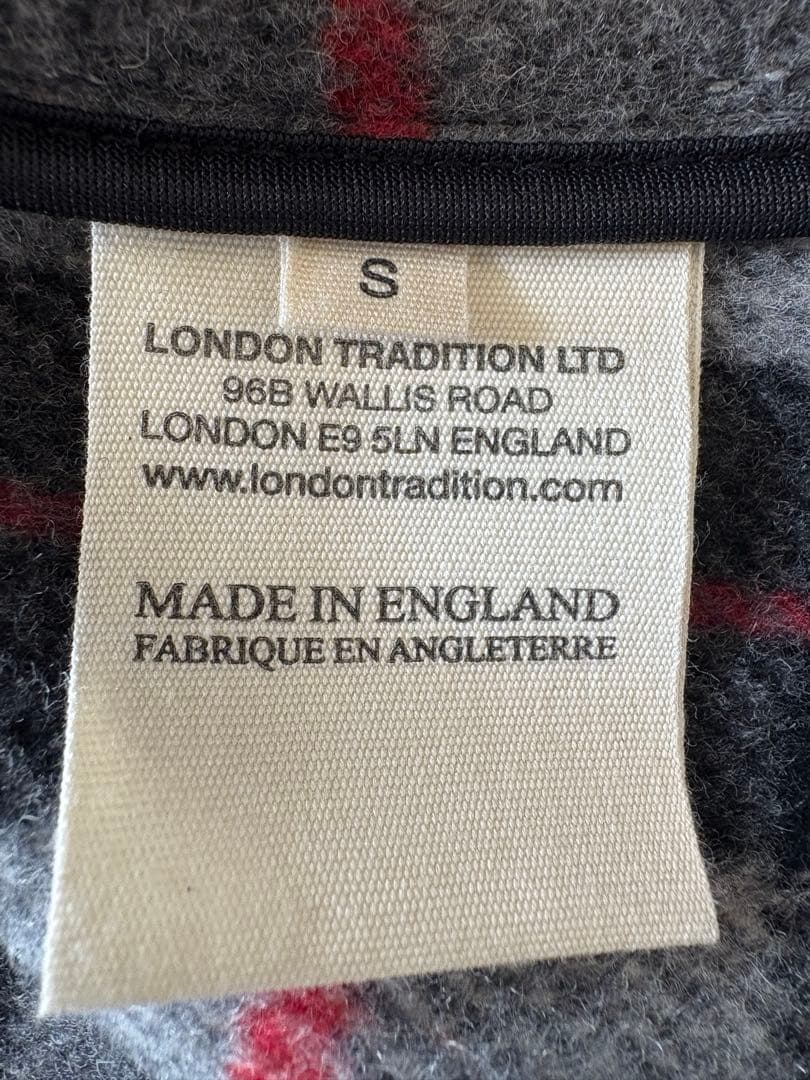 S
LONDON TRADITION LTD
96B WALLIS ROAD
LONDON E9 5LN ENGLAND
www.londontradition.com
MADE IN ENGLAND
FABRIQUE EN ANGLETERRE